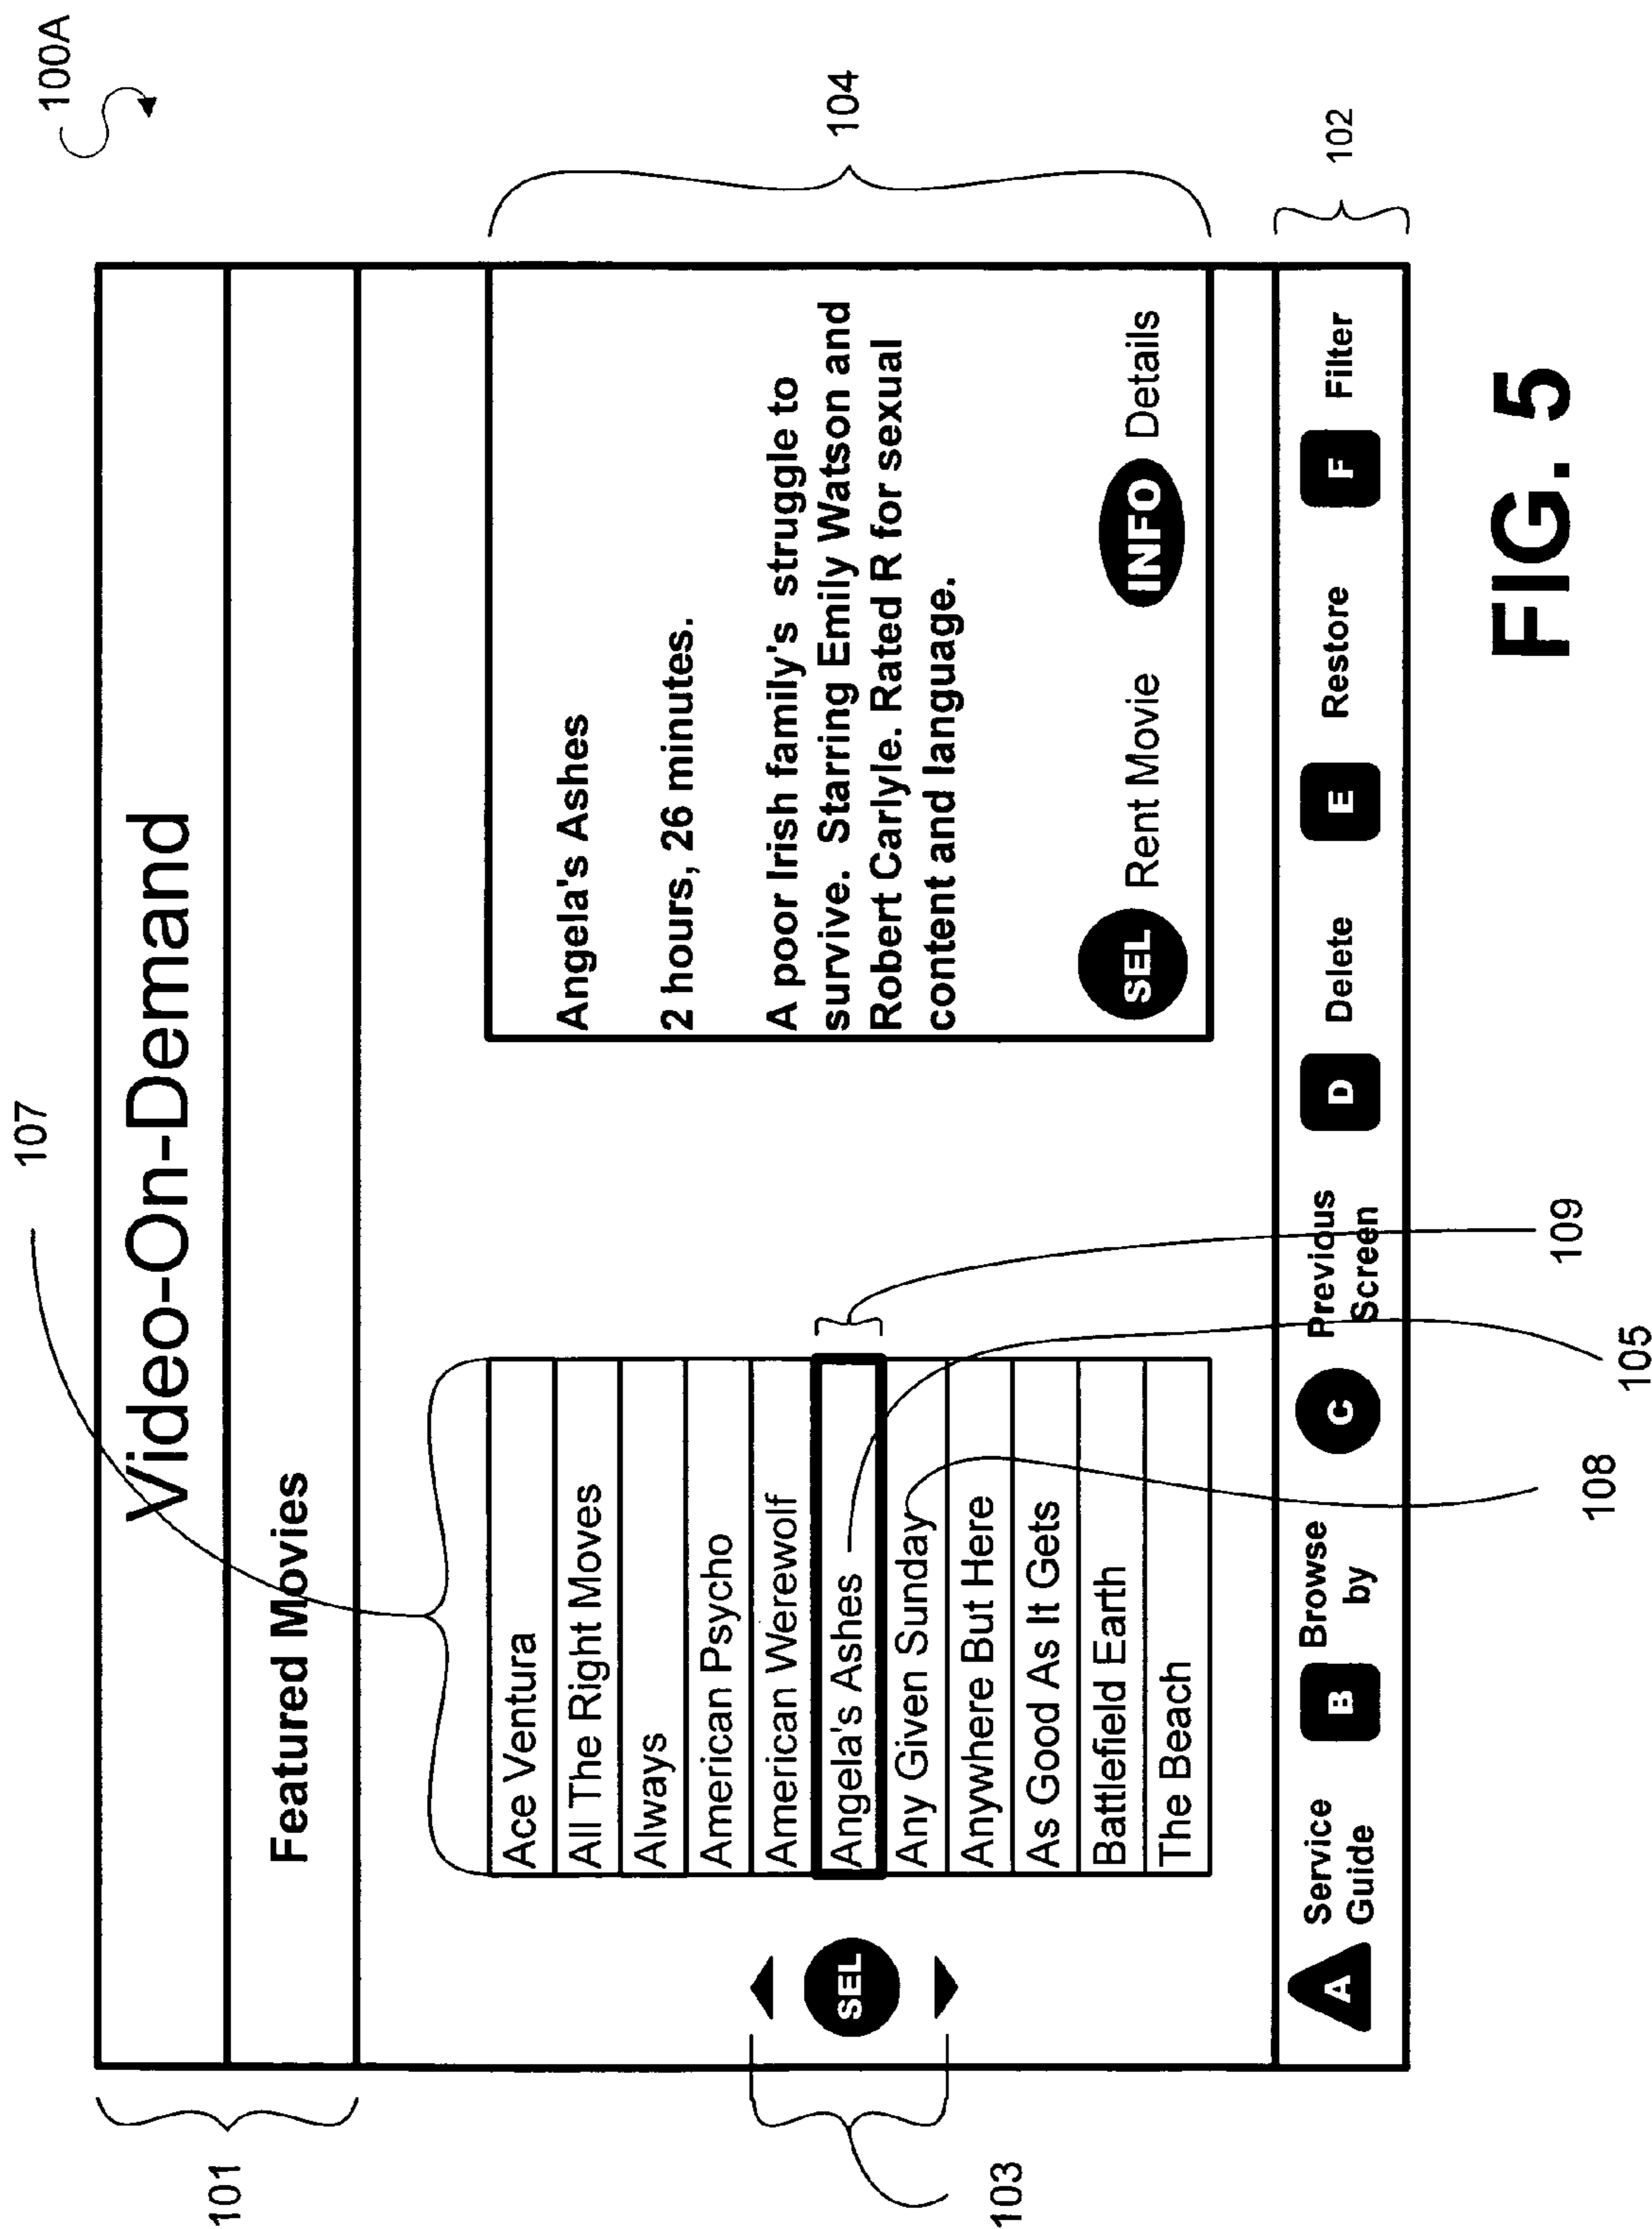 100A
107
Video-On-Demand
101
Featured Movies
Ace Ventura
All The Right Moves
Always
American Psycho
American Werewolf
Angela's Ashes
Any Given Sunday
Anywhere But Here
As Good As It Gets
Battlefield Earth
The Beach
SEL
103
Angela's Ashes
2 hours, 26 minutes.
A poor Irish family's struggle to
survive. Starring Emily Watson and
Robert Carlyle. Rated R for sexual
content and language.
SEL Rent Movie INFO Details
104
A Service
Guide
B Browse
by
C Previous
Screen
D Delete
E Restore
F Filter
102
108
105
109
FIG. 5